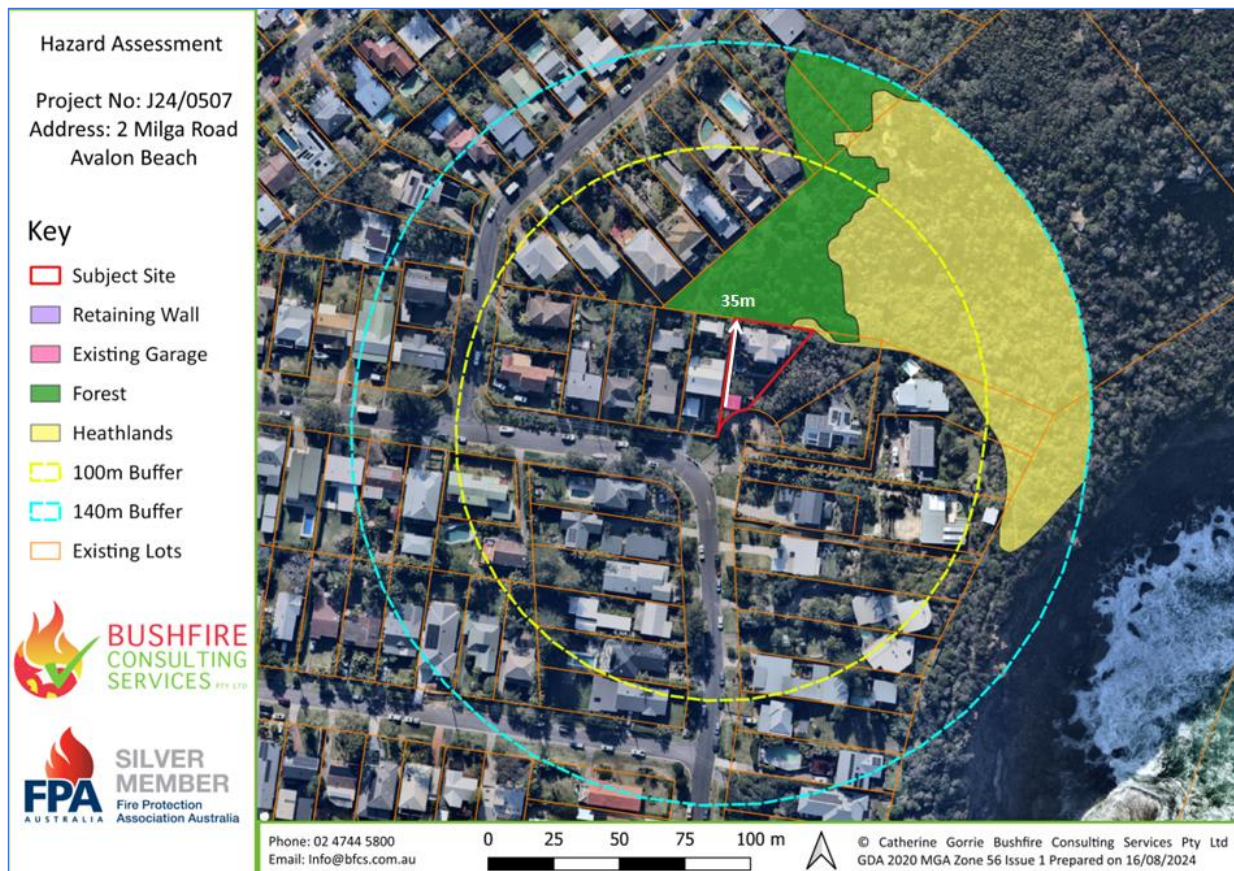 Hazard Assessment
Project No: J24/0507
Address: 2 Milga Road
Avalon Beach
Key
Subject Site
Retaining Wall
Existing Garage
Forest
Heathlands
100m Buffer
140m Buffer
Existing Lots
BUSHFIRE
CONSULTING
SERVICES PTY LTD
FPA
AUSTRALIA
SILVER
MEMBER
Fire Protection
Association Australia
35m
Phone: 02 4744 5800
Email: Info@bfcs.com.au
0 25 50 75 100 m
© Catherine Gorrie Bushfire Consulting Services Pty Ltd
GDA 2020 MGA Zone 56 Issue 1 Prepared on 16/08/2024